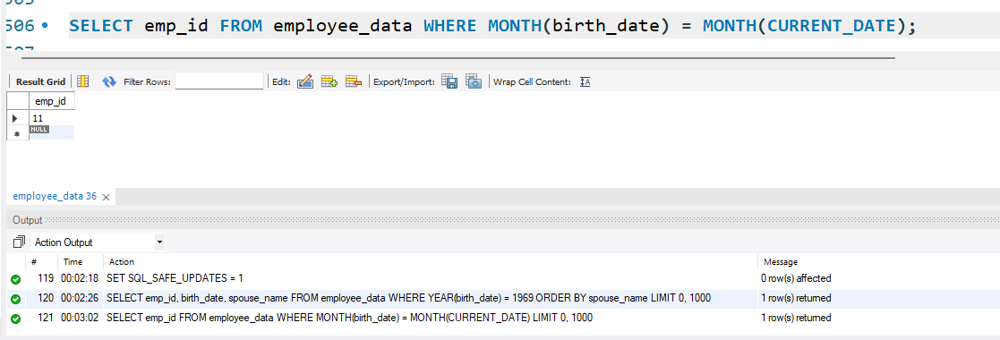 505
506 SELECT emp_id FROM employee_data WHERE MONTH(birth_date) = MONTH(CURRENT_DATE);
507
Result Grid Filter Rows: Edit: Export/Import: Wrap Cell Content: IA
emp_id
11
NULL
employee_data 36
Output
Action Output
# Time Action Message
119 00:02:18 SET SQL_SAFE_UPDATES = 1 0 row(s) affected
120 00:02:26 SELECT emp_id, birth_date, spouse_name FROM employee_data WHERE YEAR(birth_date) = 1969 ORDER BY spouse_name LIMIT 0, 1000 1 row(s) returned
121 00:03:02 SELECT emp_id FROM employee_data WHERE MONTH(birth_date) = MONTH(CURRENT_DATE) LIMIT 0, 1000 1 row(s) returned